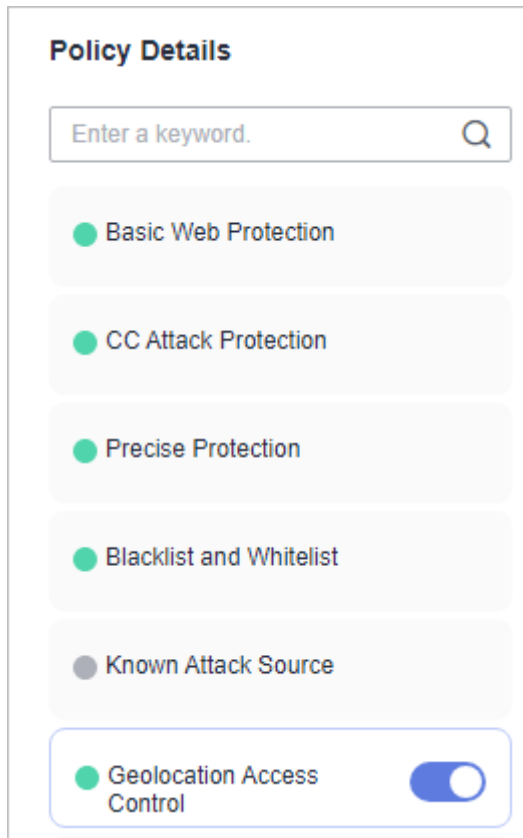 Policy Details
Enter a keyword.
Basic Web Protection
CC Attack Protection
Precise Protection
Blacklist and Whitelist
Known Attack Source
Geolocation Access
Control